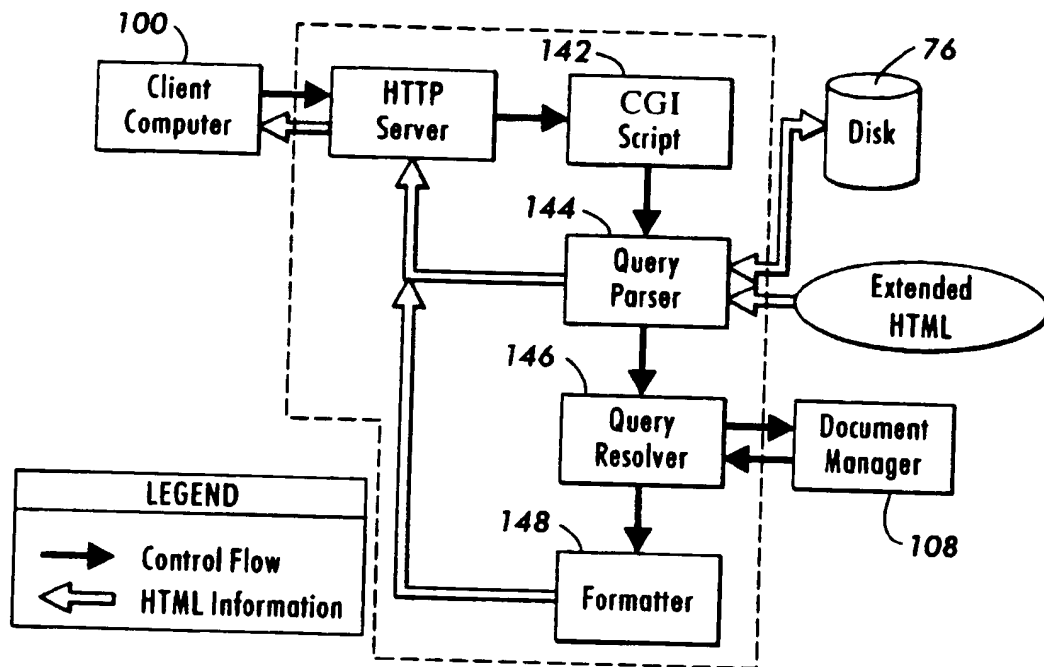 100
Client
Computer
HTTP
Server
142
CGI
Script
76
Disk
144
Query
Parser
Extended
HTML
146
Query
Resolver
Document
Manager
108
148
Formatter
LEGEND
Control Flow
HTML Information